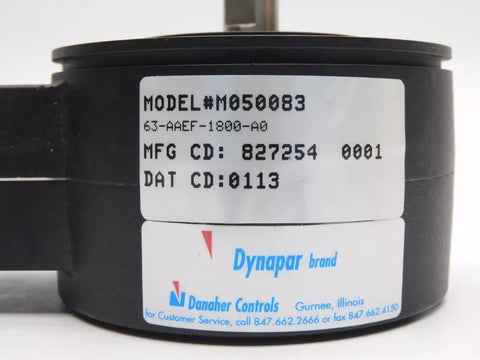 MODEL#M050083
63-AAEF-1800-A0
MFG CD: 827254 0001
DAT CD:0113
Dynapar brand
Danaher Controls Gurnee, Illinois
for Customer Service, call 847.662.2666 or fax 847.662.4150